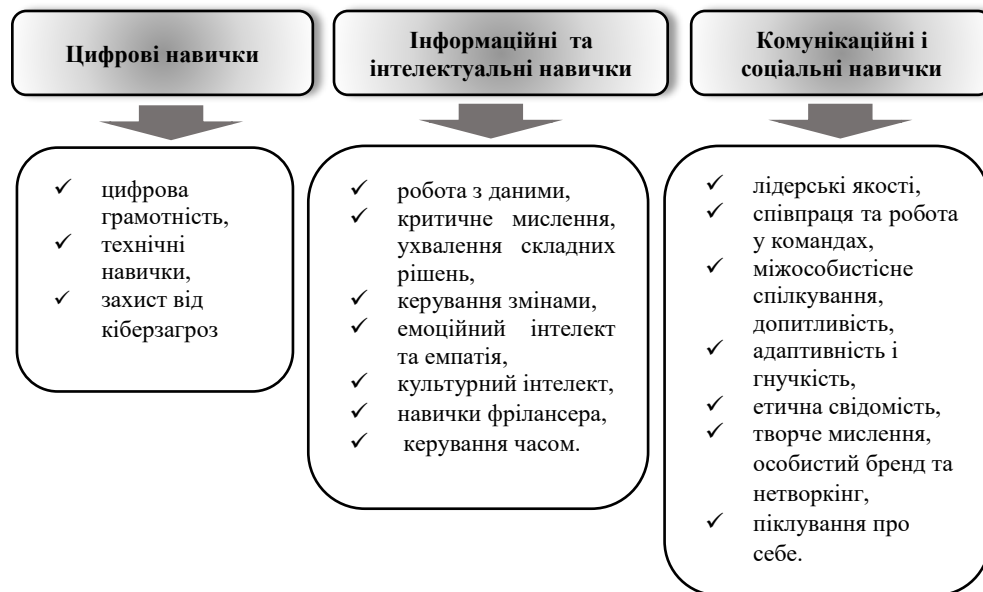 Цифрові навички
Інформаційні та
інтелектуальні навички
Комунікаційні і
соціальні навички
✓ цифрова
грамотність,
✓ технічні
навички,
✓ захист від
кіберзагроз
✓ робота з даними,
✓ критичне мислення,
ухвалення складних
рішень,
✓ керування змінами,
✓ емоційний інтелект
та емпатія,
✓ культурний інтелект,
✓ навички фрілансера,
✓ керування часом.
✓ лідерські якості,
✓ співпраця та робота
у командах,
✓ міжособистісне
спілкування,
допитливість,
✓ адаптивність і
гнучкість,
✓ етична свідомість,
✓ творче мислення,
особистий бренд та
нетворкінг,
✓ піклування про
себе.